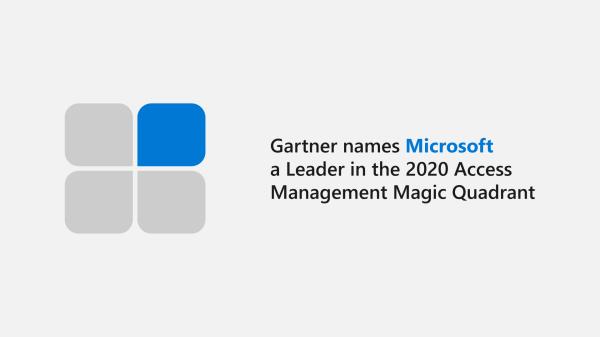 Gartner names Microsoft
a Leader in the 2020 Access
Management Magic Quadrant